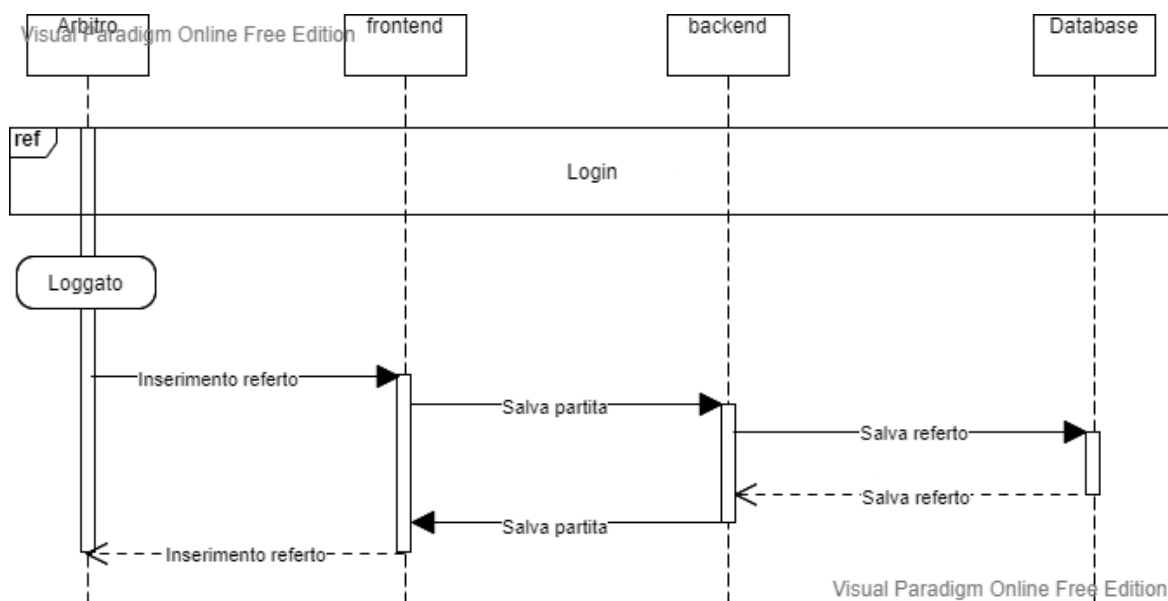 Arbitro
frontend
backend
Database
Visual Paradigm Online Free Edition
ref
Login
Loggato
Inserimento referto
Salva partita
Salva referto
Salva referto
Salva partita
Inserimento referto
Visual Paradigm Online Free Edition